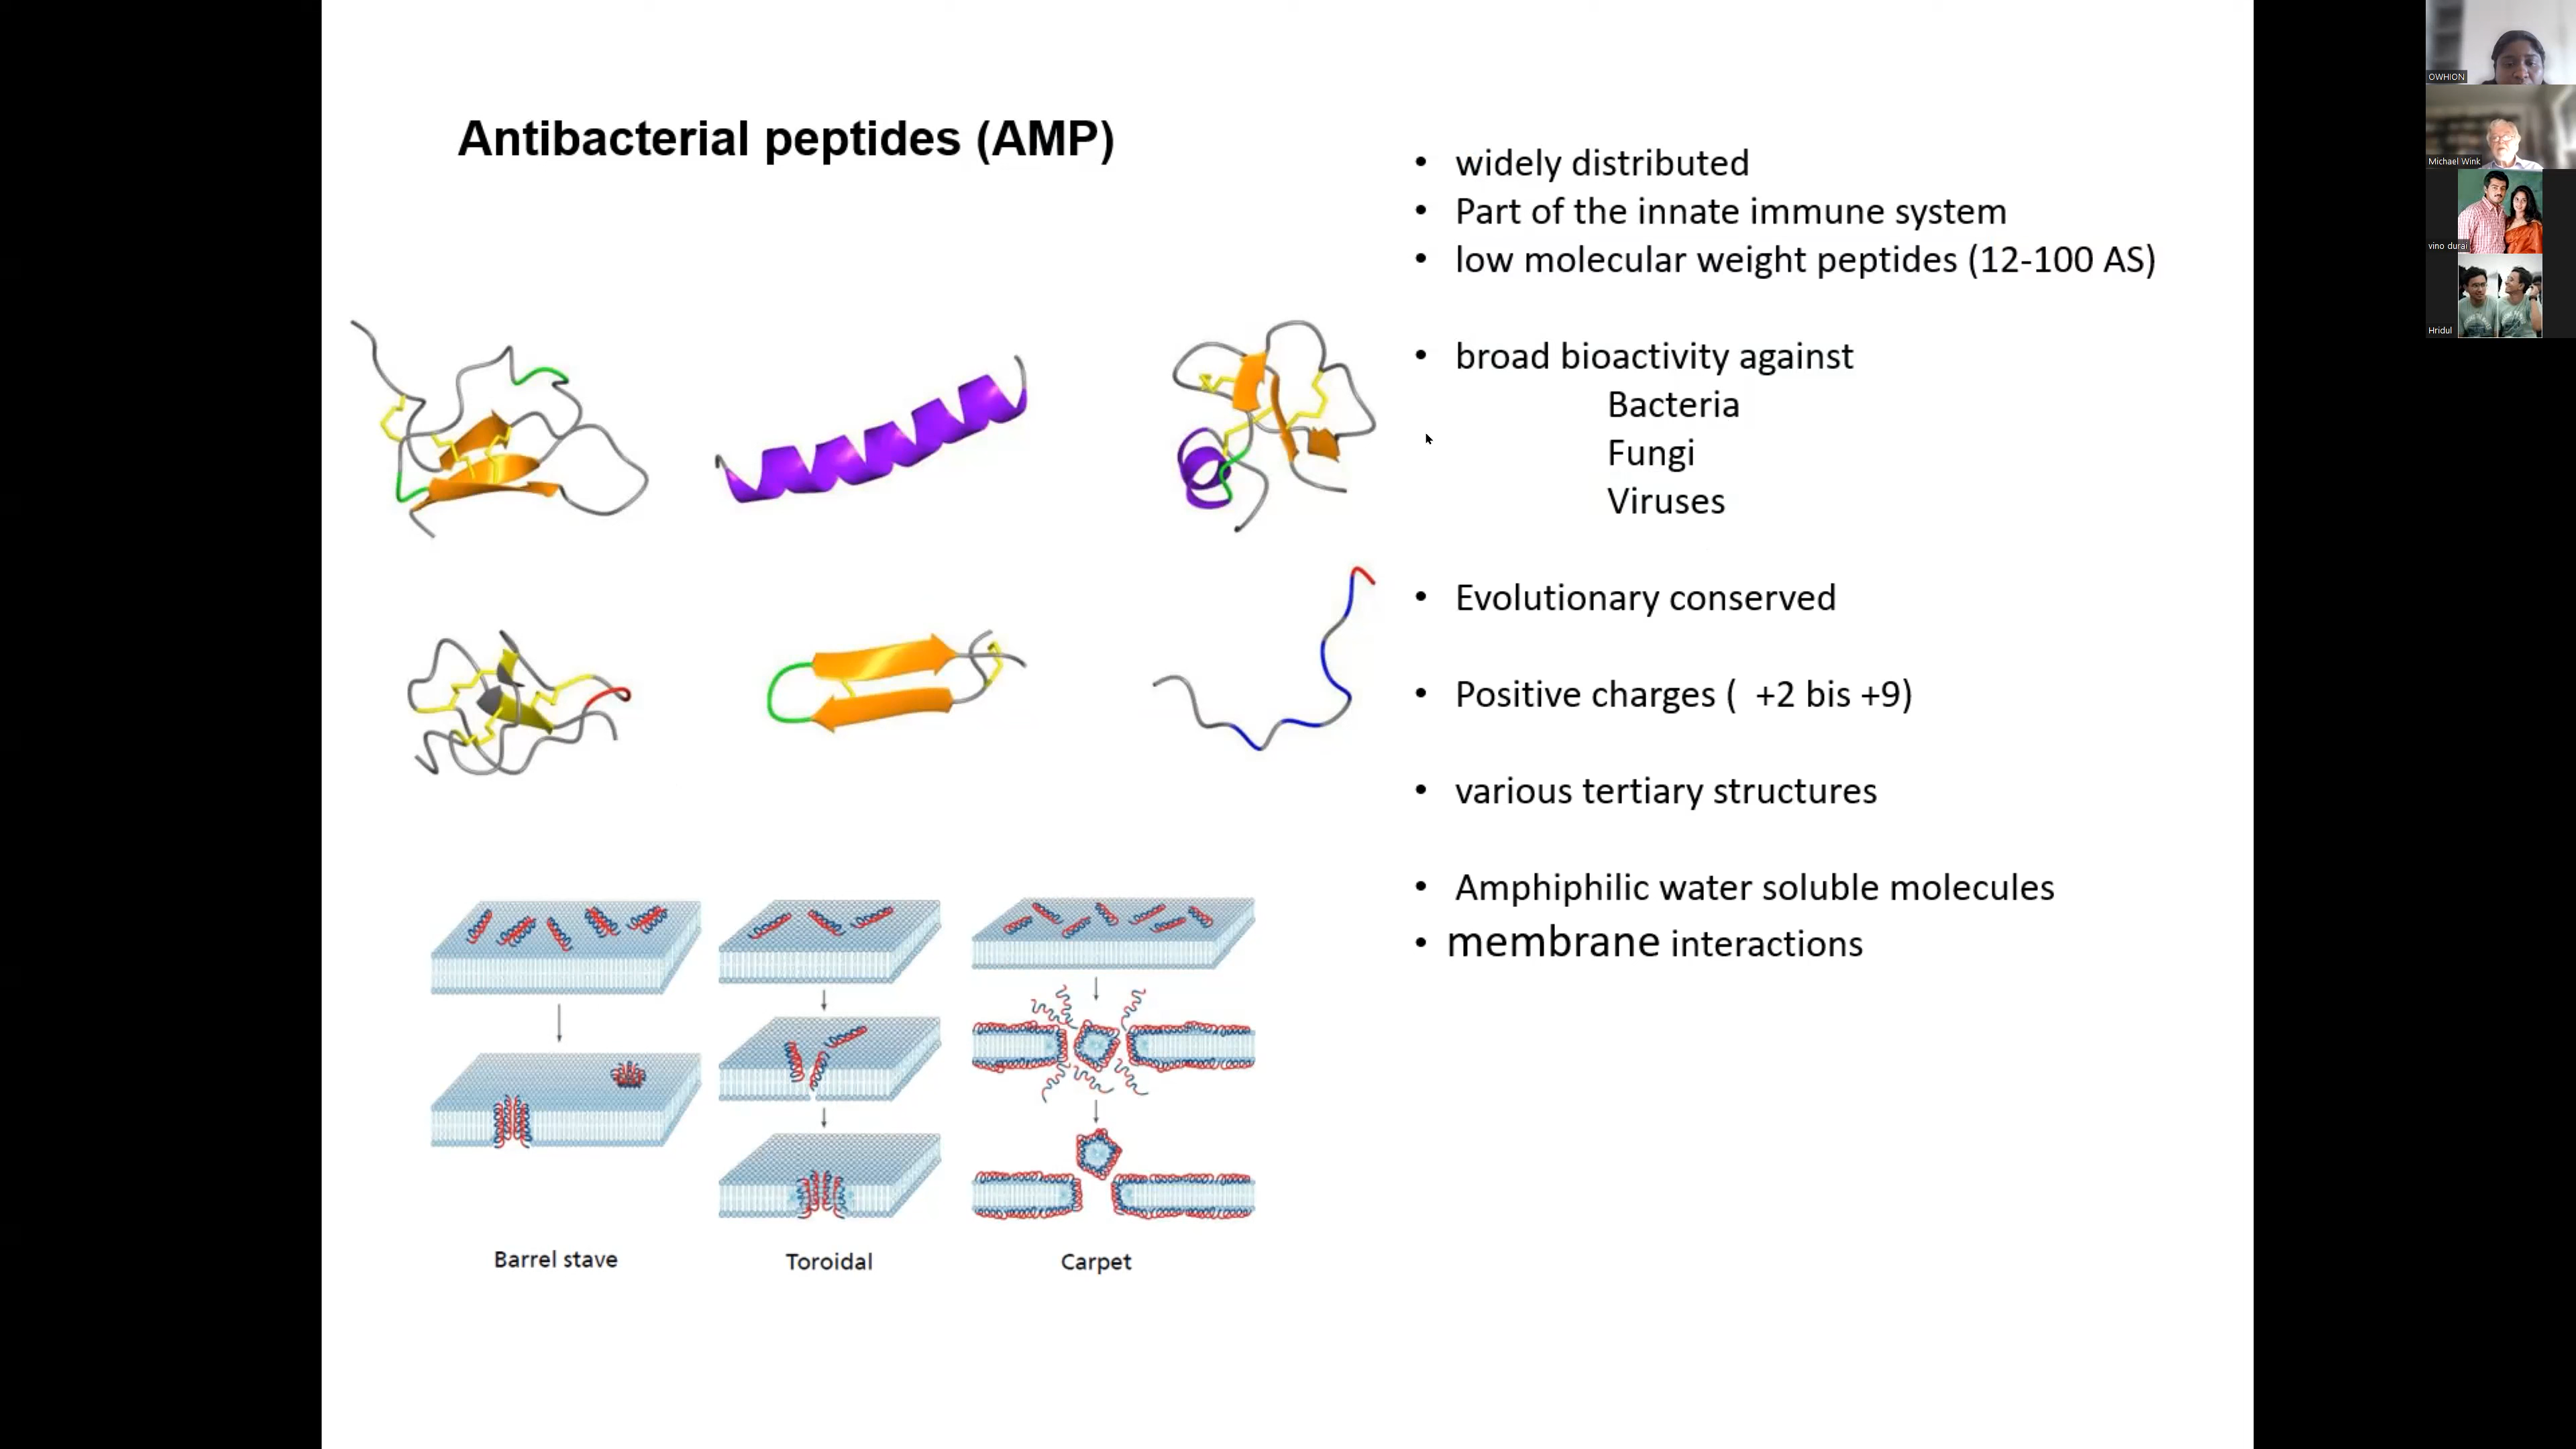 Antibacterial peptides (AMP)
• widely distributed
• Part of the innate immune system
• low molecular weight peptides (12-100 AS)
• broad bioactivity against
Bacteria
Fungi
Viruses
• Evolutionary conserved
• Positive charges ( +2 bis +9)
• various tertiary structures
• Amphiphilic water soluble molecules
• membrane interactions
Barrel stave
Toroidal
Carpet
OWHION
Michael Wink
vino durai
Hridul